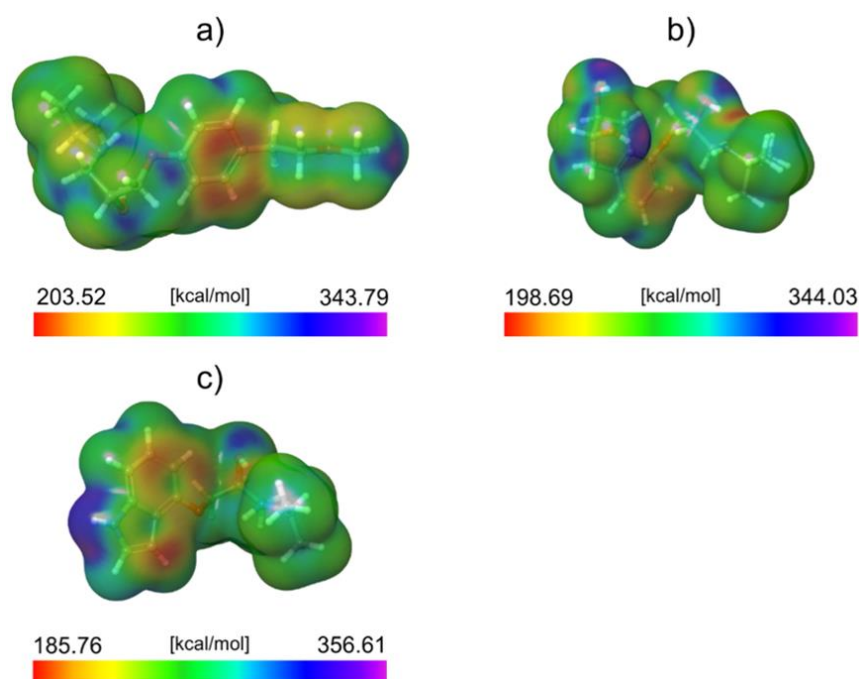 a) b)
203.52 [kcal/mol] 343.79 198.69 [kcal/mol] 344.03
c)
185.76 [kcal/mol] 356.61